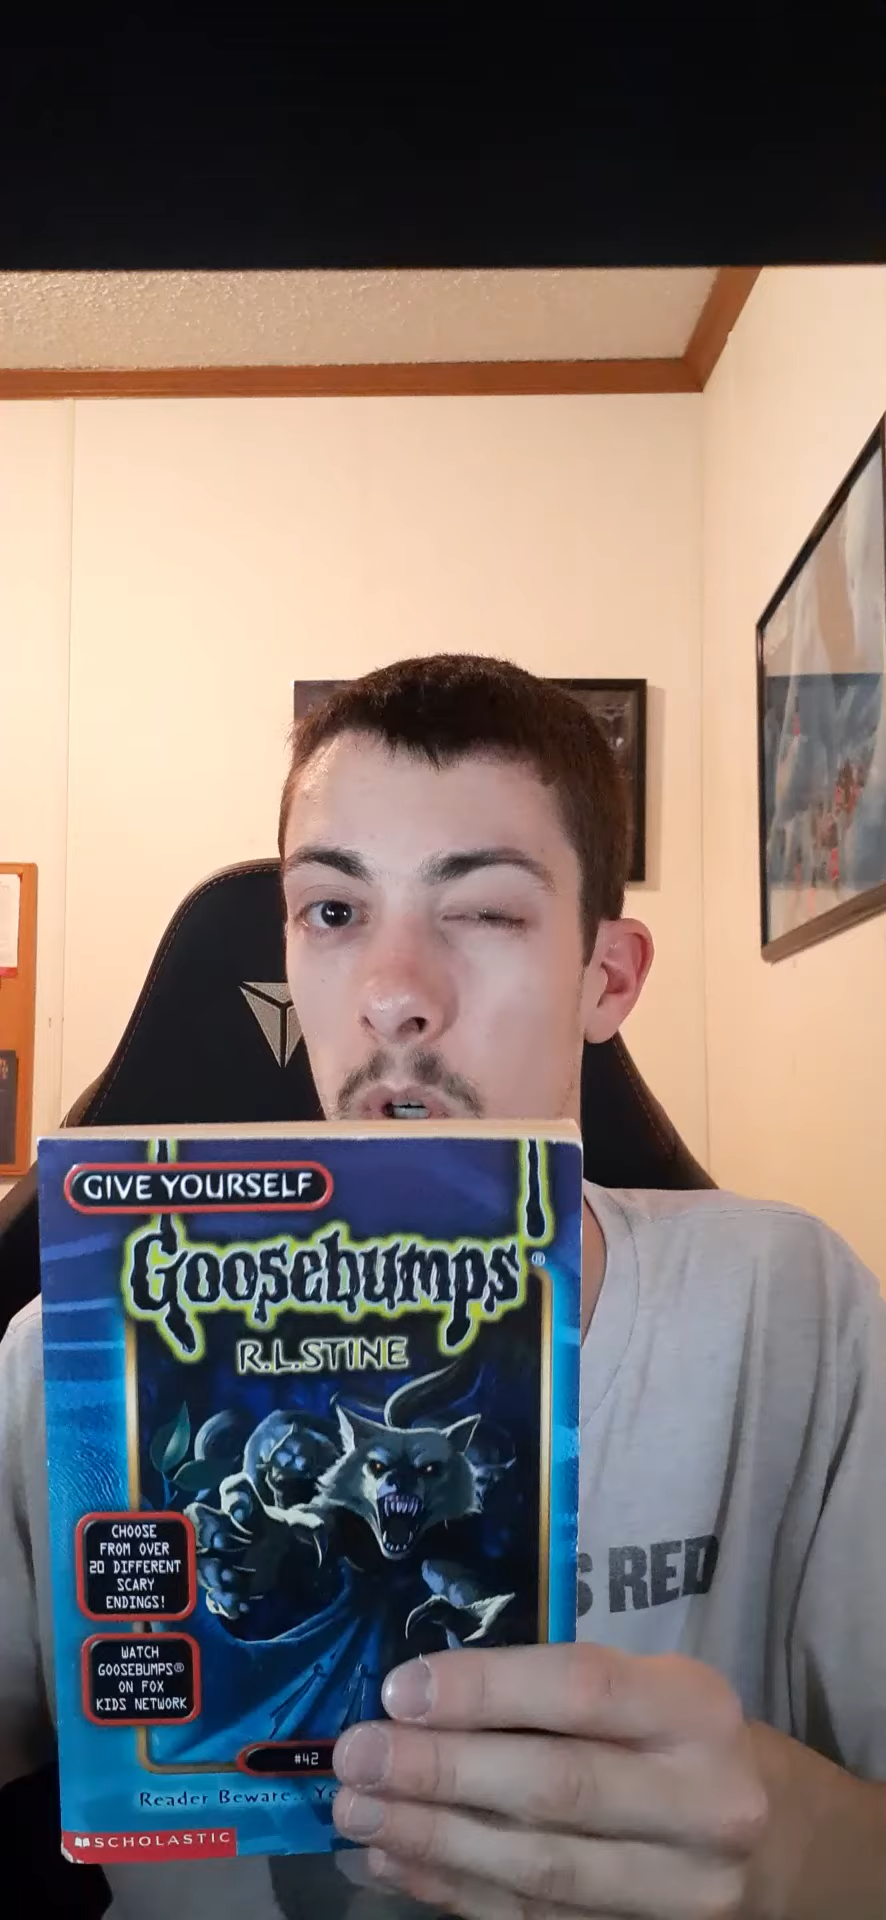 GIVE YOURSELF
Goosebumps®
R.L.STINE
CHOOSE
FROM OVER
20 DIFFERENT
SCARY
ENDINGS!
WATCH
GOOSEBUMPS®
ON FOX
KIDS NETWORK
#42
Reader Beware..
SCHOLASTIC
RED